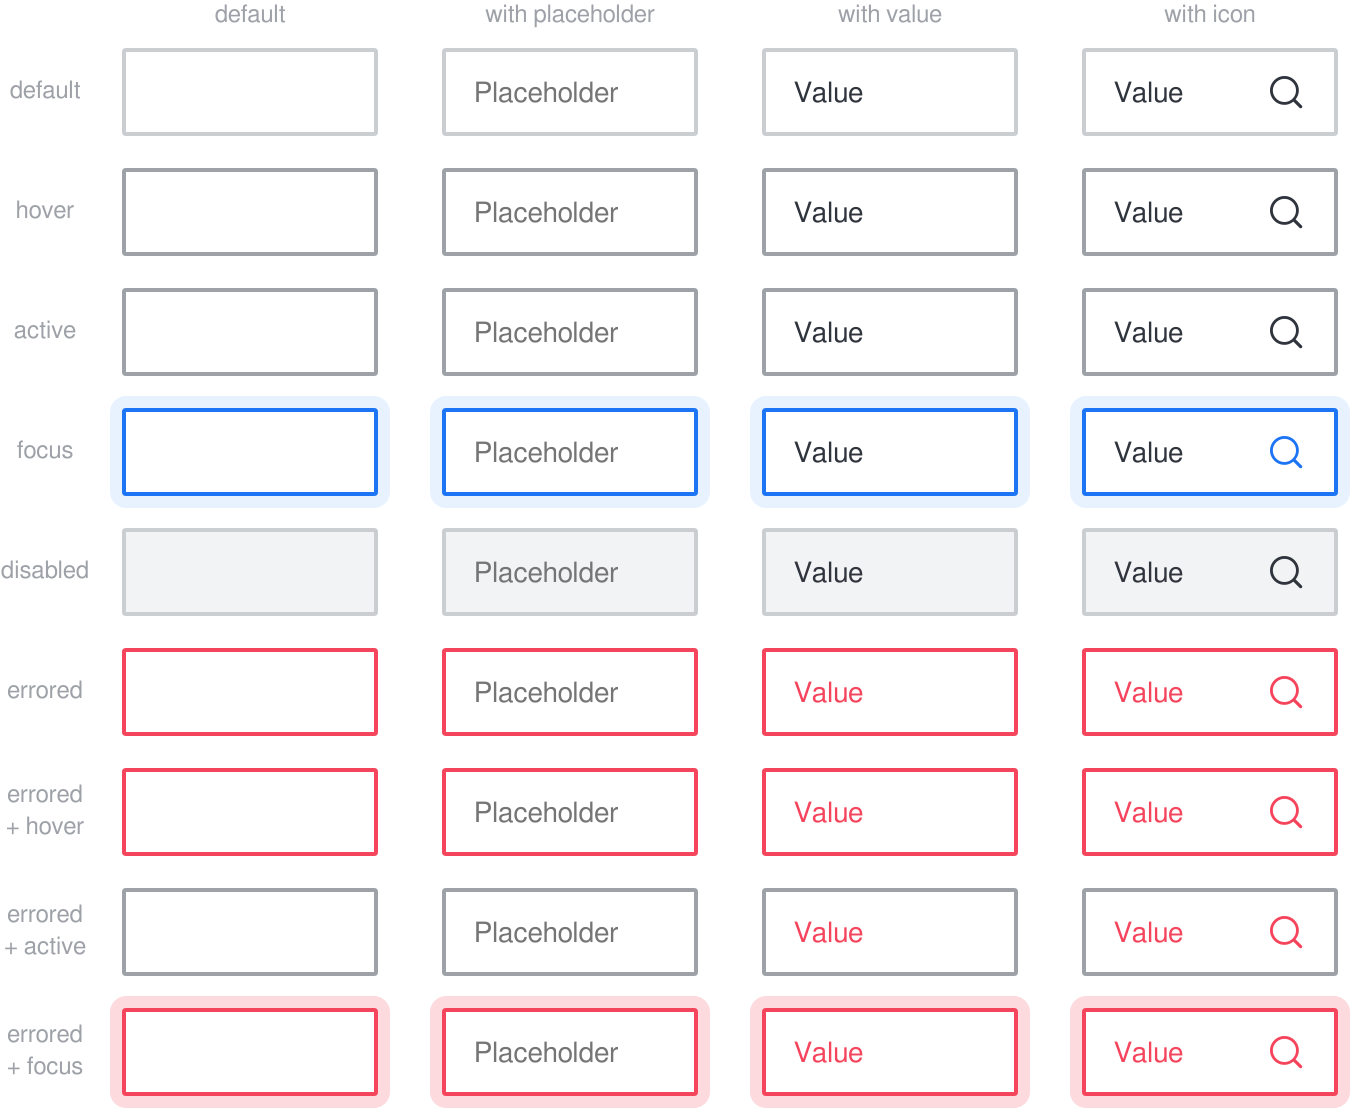 default with placeholder with value with icon
default Placeholder Value Value
hover Placeholder Value Value
active Placeholder Value Value
focus Placeholder Value Value
disabled Placeholder Value Value
errored Placeholder Value Value
errored
+ hover Placeholder Value Value
errored
+ active Placeholder Value Value
errored
+ focus Placeholder Value Value